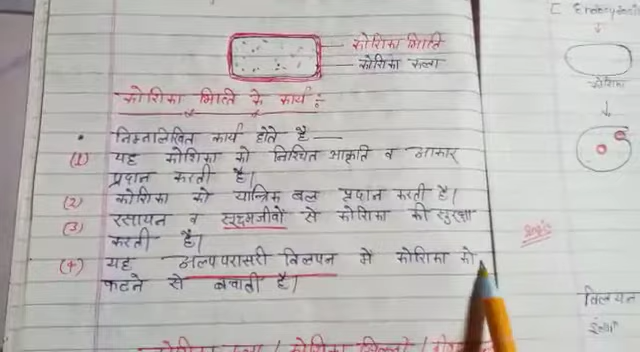 कोशिका भित्ति
कोशिका कला
कोशिका भित्ति के कार्य :-
• निम्नलिखित कार्य होते है —
(1) यह कोशिका को निश्चित आकृति व आकार
प्रदान करती है।
(2) कोशिका को यान्त्रिक बल प्रदान करती है।
(3) रसायन व सूक्ष्मजीवों से कोशिका की सुरक्षा
करती है।
(4) यह अल्पपरासरी विलयन में कोशिका को
फटने से बचाती है।
कोशिका
विलयन